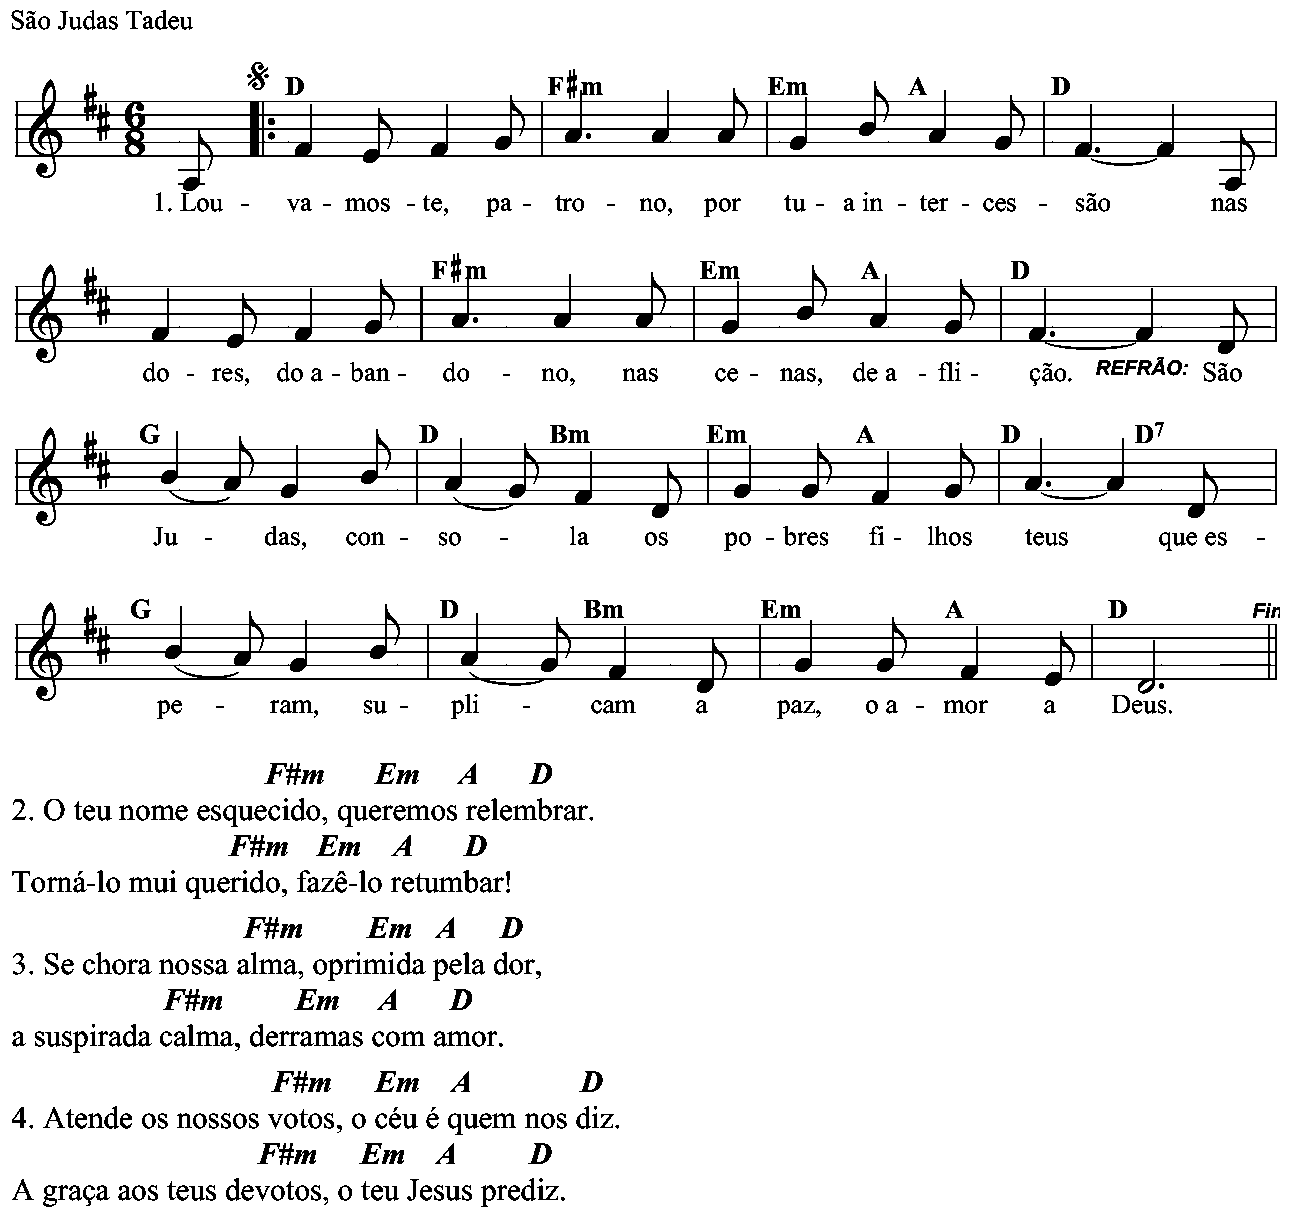 São Judas Tadeu
D F#m Em A D
6 8
1. Lou - va - mos - te, pa - tro - no, por tu - a in - ter - ces - são nas
F#m Em A D
do - res, do a - ban - do - no, nas ce - nas, de a - fli - ção. REFRÃO: São
G D Bm Em A D D7
Ju - das, con - so - la os po - bres fi - lhos teus que es -
G D Bm Em A D Fin
pe - ram, su - pli - cam a paz, o a - mor a Deus.
F#m Em A D
2. O teu nome esquecido, queremos relembrar.
F#m Em A D
Torná-lo mui querido, fazê-lo retumbar!
F#m Em A D
3. Se chora nossa alma, oprimida pela dor,
F#m Em A D
a suspirada calma, derramas com amor.
F#m Em A D
4. Atende os nossos votos, o céu é quem nos diz.
F#m Em A D
A graça aos teus devotos, o teu Jesus prediz.